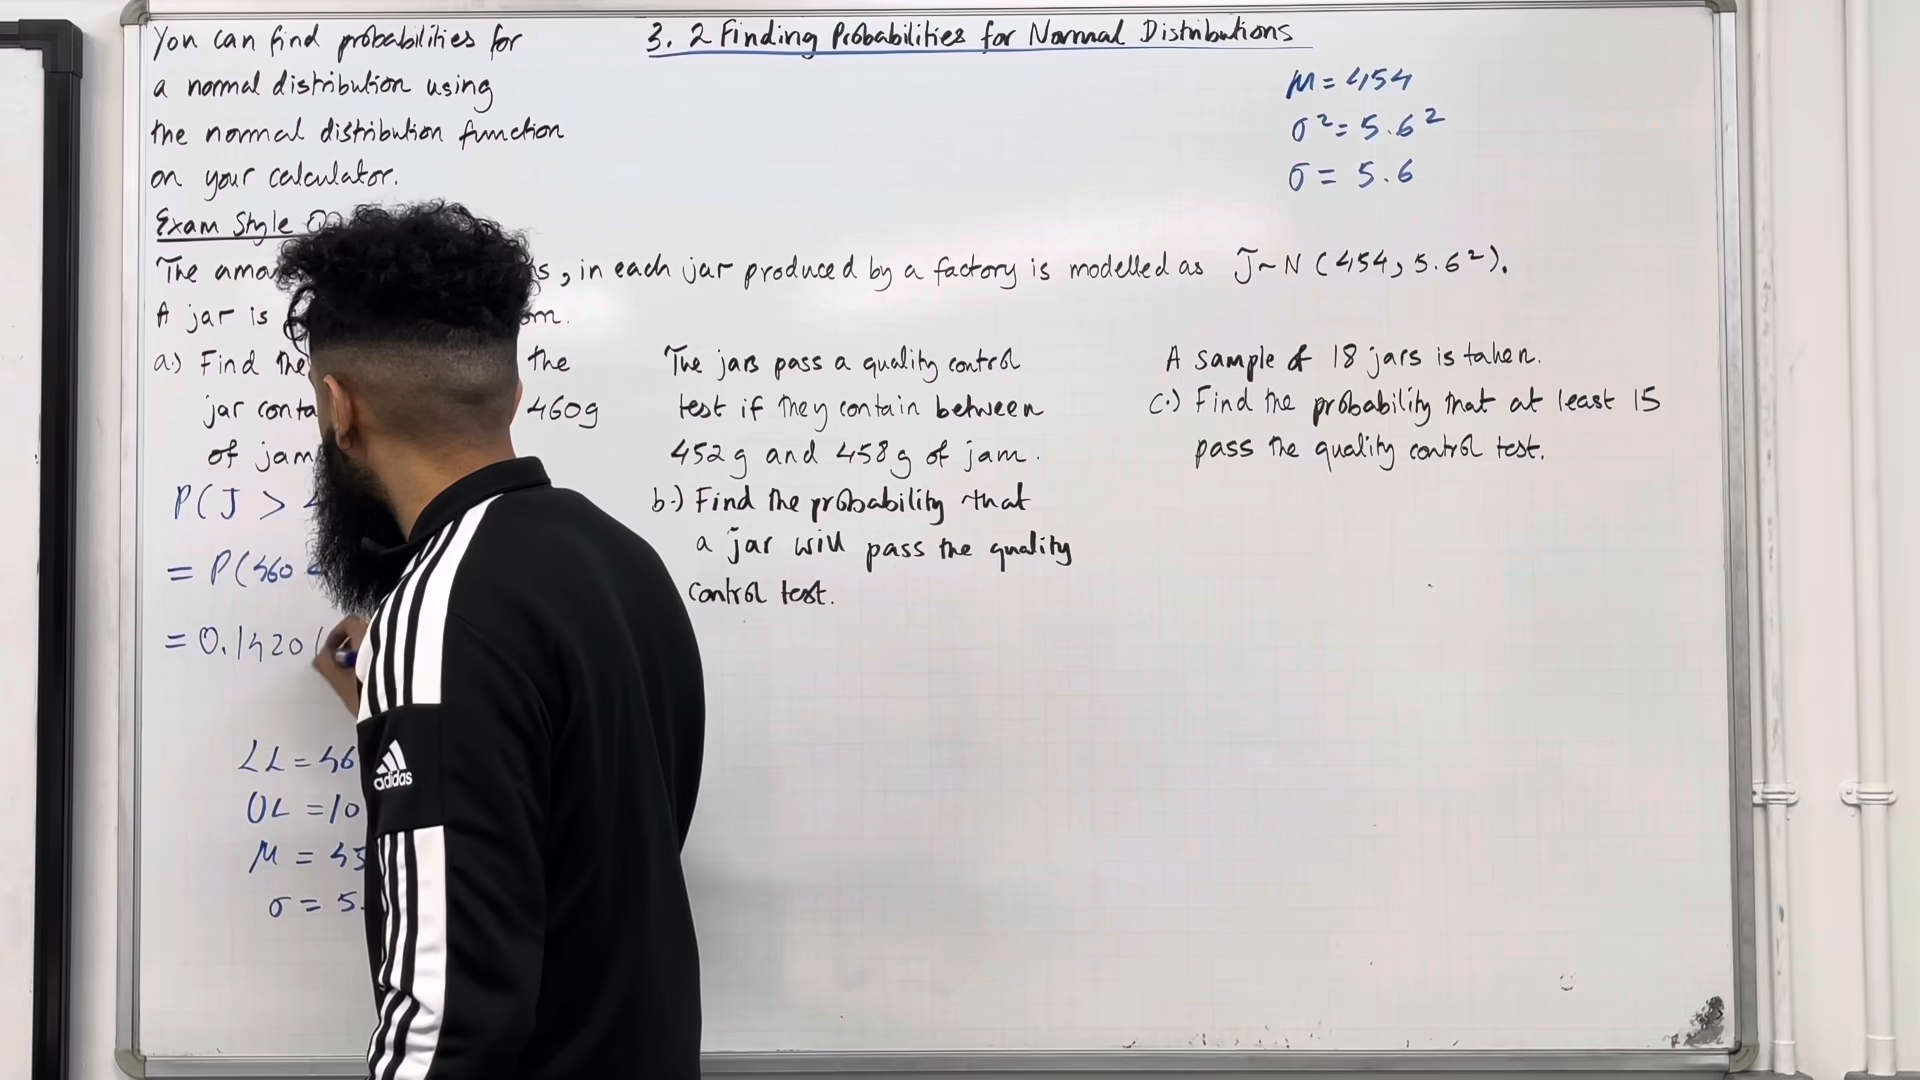 You can find probabilities for
a normal distribution using
the normal distribution function
on your calculator.
3.2 Finding Probabilities for Normal Distributions
μ = 454
σ² = 5.6²
σ = 5.6
Exam Style
The , in each jar produced by a factory is modelled as J~N (454, 5.6²).
A jar is
a.) Find the the
jar 460g
of jam
P(J >
= P(460
= 0.1420
LL =
UL =
μ =
σ = 5.
The jars pass a quality control
test if they contain between
452g and 458g of jam.
b.) Find the probability that
a jar will pass the quality
control test.
A sample of 18 jars is taken.
c.) Find the probability that at least 15
pass the quality control test.
adidas